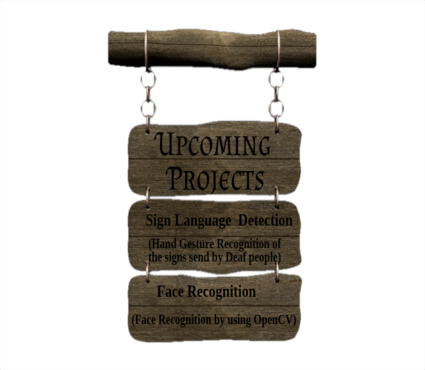 UPCOMING
PROJECTS
Sign Language Detection
(Hand Gesture Recognition of
the signs send by Deaf people)
Face Recognition
(Face Recognition by using OpenCV)